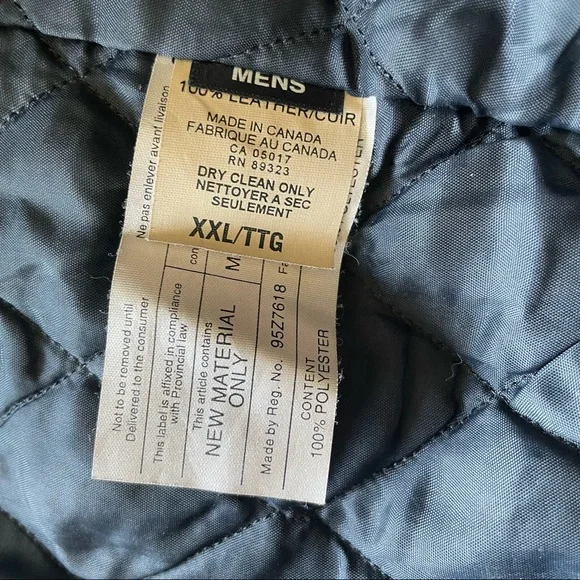 MENS
100% LEATHER/CUIR
MADE IN CANADA
FABRIQUE AU CANADA
CA 05017
RN 89323
DRY CLEAN ONLY
NETTOYER A SEC
SEULEMENT
XXL/TTG
Ne pas enlever avant livaison
Not to be removed until
Delivered to the consumer
This label is affixed in compliance
with Provincial law
This article contains
NEW MATERIAL
ONLY
Made by Reg. No. 95Z7618
CONTENT
100% POLYESTER